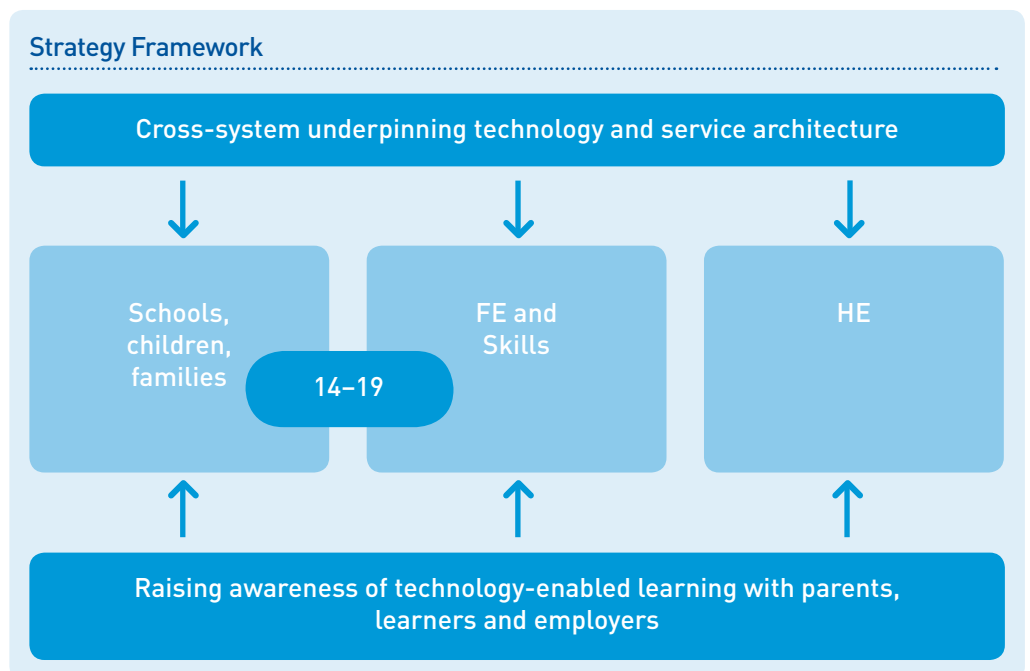 Strategy Framework
Cross-system underpinning technology and service architecture
Schools,
children,
families
14–19
FE and
Skills
HE
Raising awareness of technology-enabled learning with parents,
learners and employers